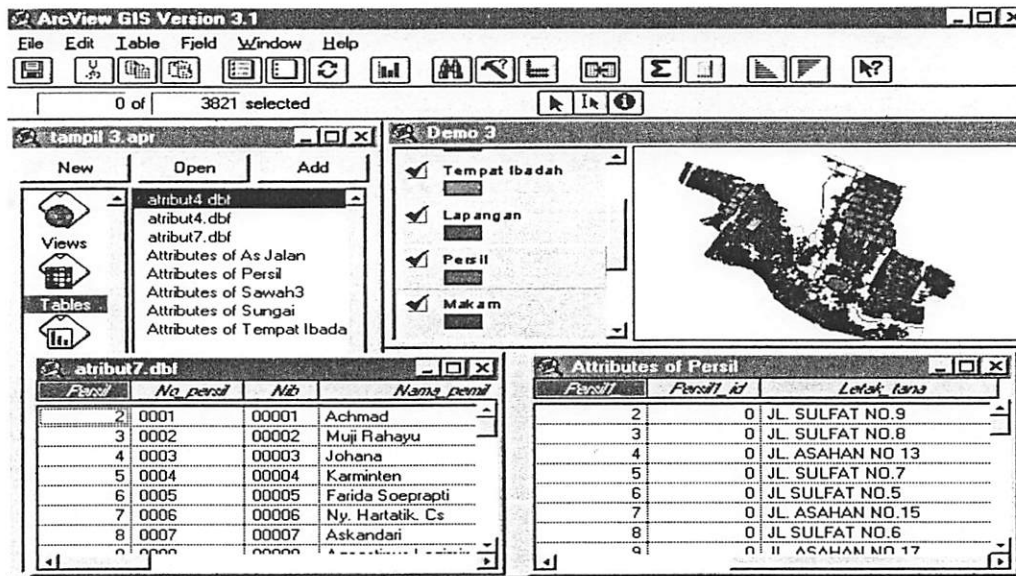 ArcView GIS Version 3.1
File Edit Table Field Window Help
0 of 3821 selected
tampil 3.apr
New Open Add
Views
Tables
atribut4.dbf
atribut4.dbf
atribut7.dbf
Attributes of As Jalan
Attributes of Persil
Attributes of Sawah3
Attributes of Sungai
Attributes of Tempat Ibada
Demo 3
Tempat Ibadah
Lapangan
Persil
Makam
atribut7.dbf
Persil No_persil Nib Nama_pemil
2 0001 00001 Achmad
3 0002 00002 Muji Rahayu
4 0003 00003 Johana
5 0004 00004 Karminten
6 0005 00005 Farida Soeprapti
7 0006 00006 Ny. Hartatik. Cs
8 0007 00007 Askandari
Attributes of Persil
Persil1 Persil1_id Letak_tana
2 0 JL. SULFAT NO.9
3 0 JL. SULFAT NO.8
4 0 JL. ASAHAN NO 13
5 0 JL. SULFAT NO.7
6 0 JL SULFAT NO.5
7 0 JL. ASAHAN NO.15
8 0 JL SULFAT NO.6
9 0 JL. ASAHAN NO.17